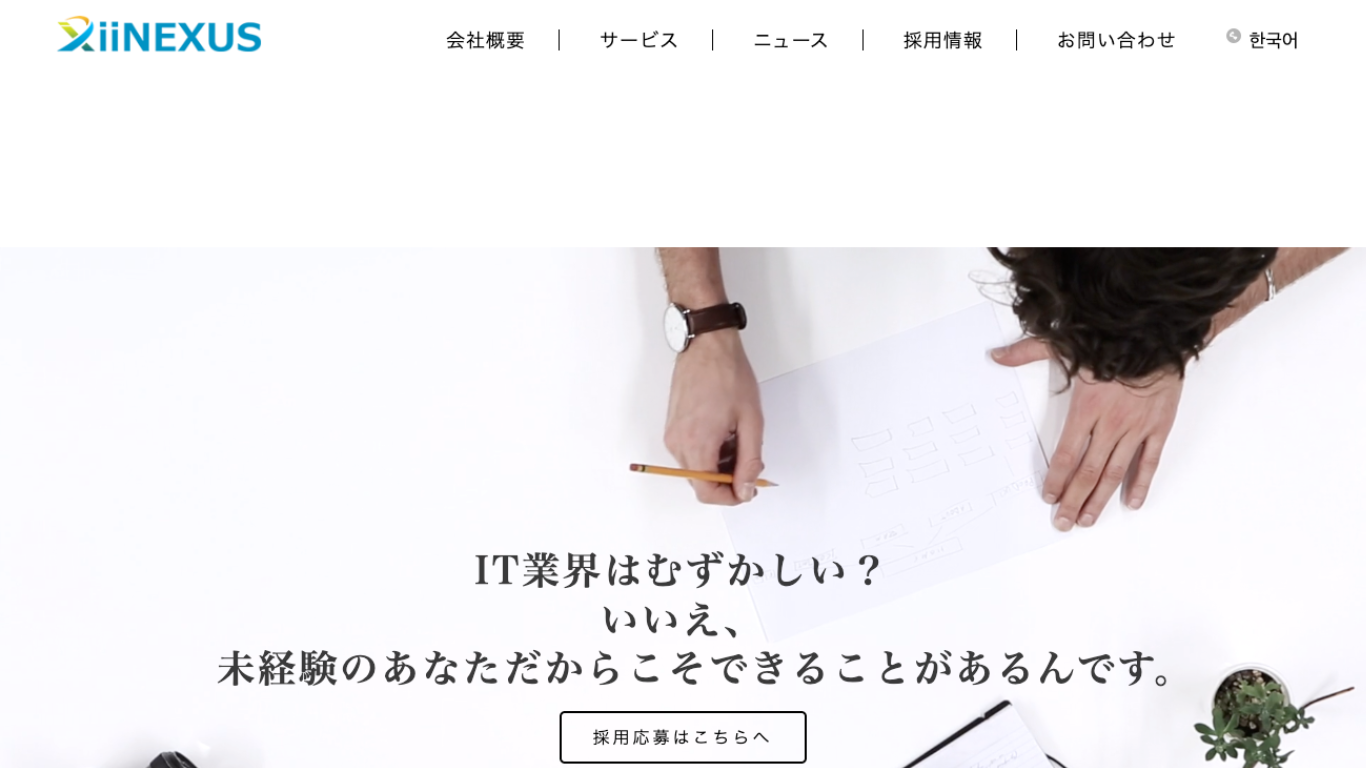 XiiNEXUS
会社概要
サービス
ニュース
採用情報
お問い合わせ
한국어
IT業界はむずかしい？
いいえ、
未経験のあなただからこそできることがあるんです。
採用応募はこちらへ